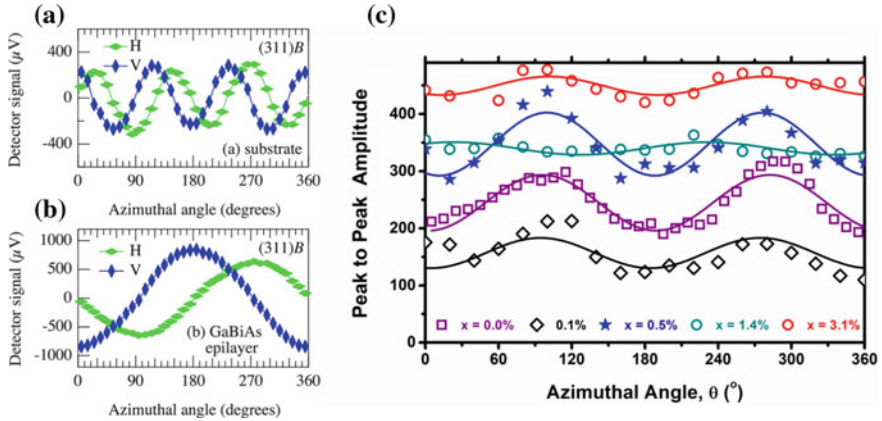 (a)
H
V
(311)B
Detector signal (μV)
400
200
0
-200
-400
(a) substrate
0 90 180 270 360
Azimuthal angle (degrees)
(b)
H
V
(311)B
Detector signal (μV)
1000
500
0
-500
-1000
(b) GaBiAs
epilayer
0 90 180 270 360
Azimuthal angle (degrees)
(c)
Peak to Peak Amplitude
400
300
200
100
0
x = 0.0% 0.1% x = 0.5% x = 1.4% x = 3.1%
0 60 120 180 240 300 360
Azimuthal Angle, θ (°)